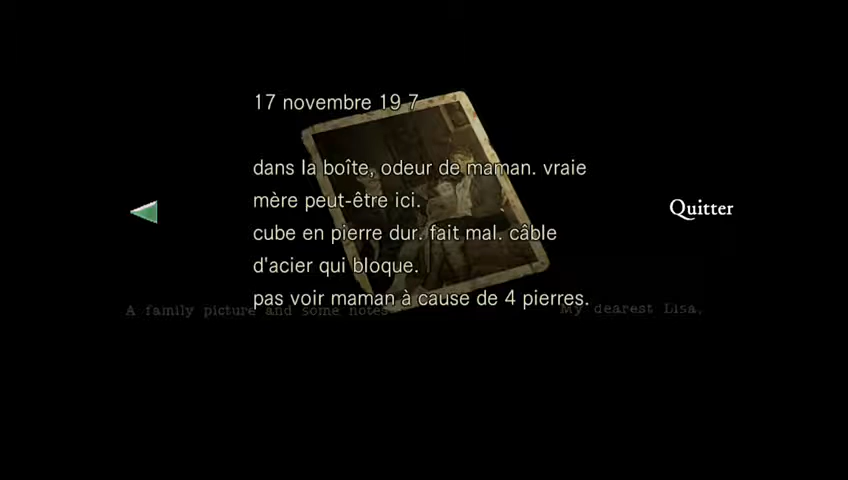 17 novembre 19 7
dans la boîte, odeur de maman. vraie
mère peut-être ici.
cube en pierre dur. fait mal. câble
d'acier qui bloque.
pas voir maman à cause de 4 pierres.
Quitter
A family picture and some notes
My dearest Lisa,